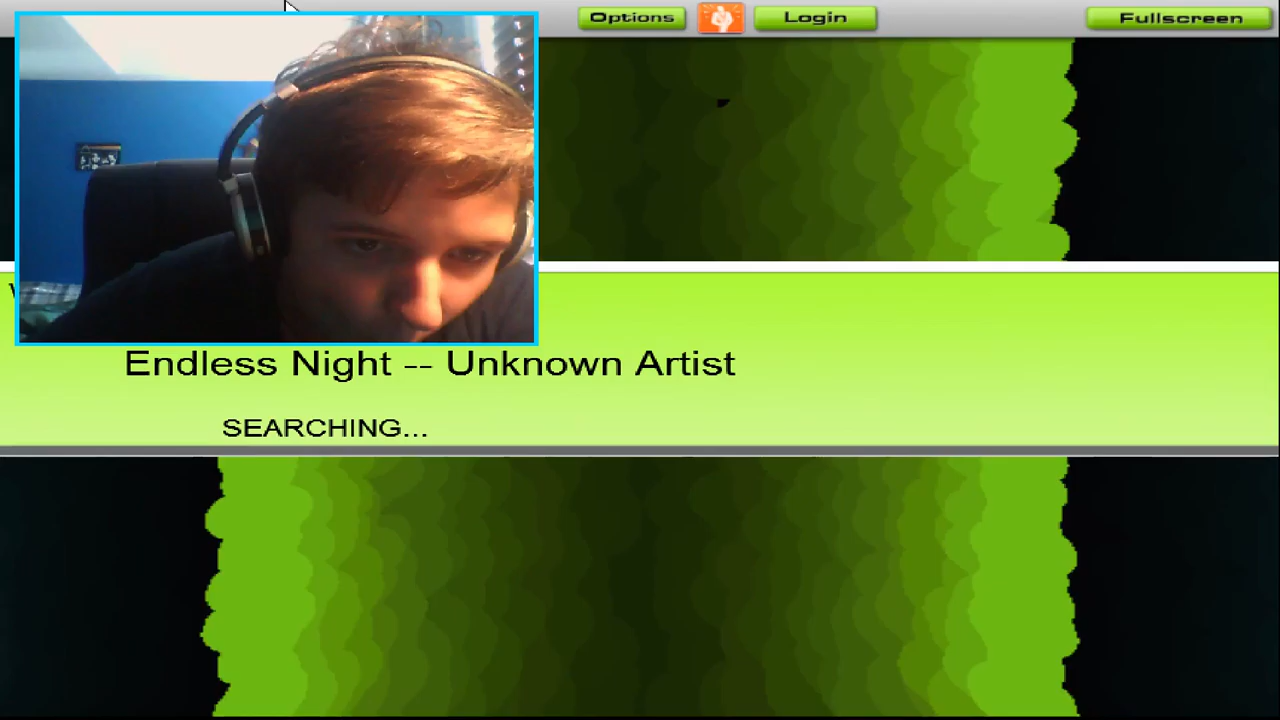 Options Login Fullscreen
Endless Night -- Unknown Artist
SEARCHING...